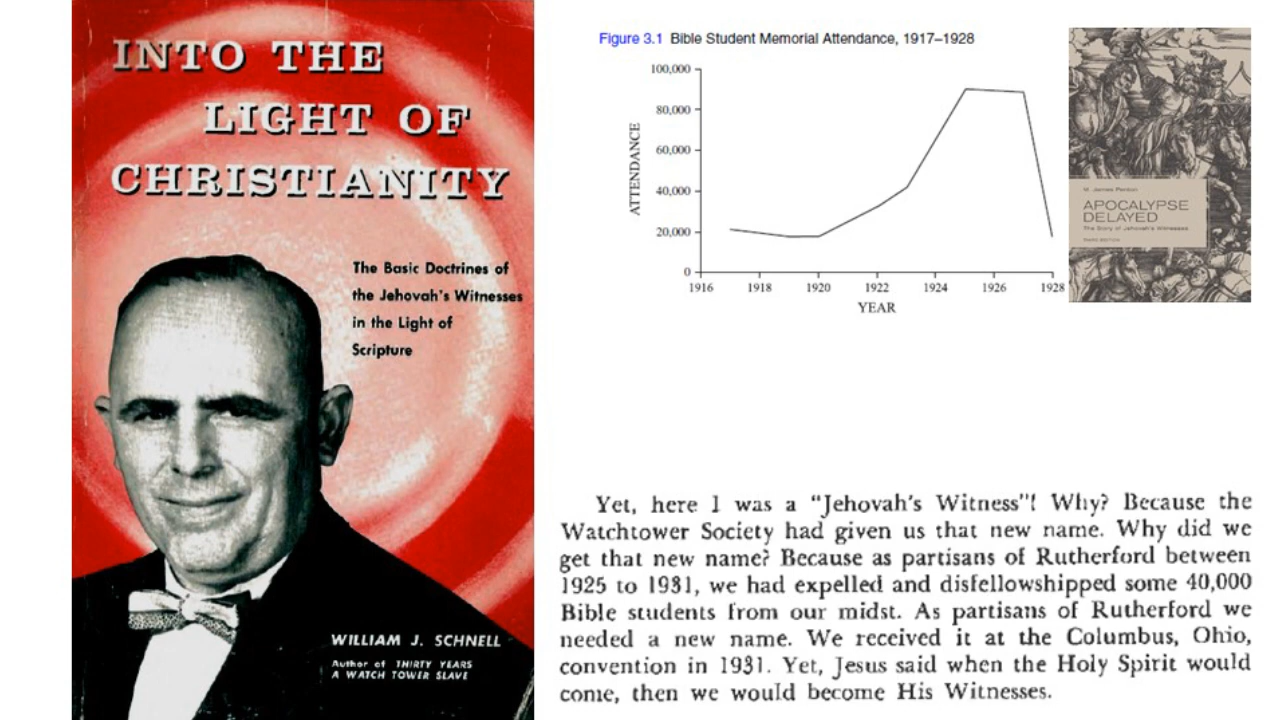 INTO THE
LIGHT OF
CHRISTIANITY
The Basic Doctrines of
the Jehovah's Witnesses
in the Light of
Scripture
WILLIAM J. SCHNELL
Author of THIRTY YEARS
A WATCH TOWER SLAVE
Figure 3.1 Bible Student Memorial Attendance, 1917–1928
100,000
80,000
60,000
40,000
20,000
0
ATTENDANCE
1916 1918 1920 1922 1924 1926 1928
YEAR
M. James Penton
APOCALYPSE
DELAYED
The Story of Jehovah's Witnesses
THIRD EDITION
Yet, here I was a "Jehovah's Witness"! Why? Because the
Watchtower Society had given us that new name. Why did we
get that new name? Because as partisans of Rutherford between
1925 to 1931, we had expelled and disfellowshipped some 40,000
Bible students from our midst. As partisans of Rutherford we
needed a new name. We received it at the Columbus, Ohio,
convention in 1931. Yet, Jesus said when the Holy Spirit would
come, then we would become His Witnesses.